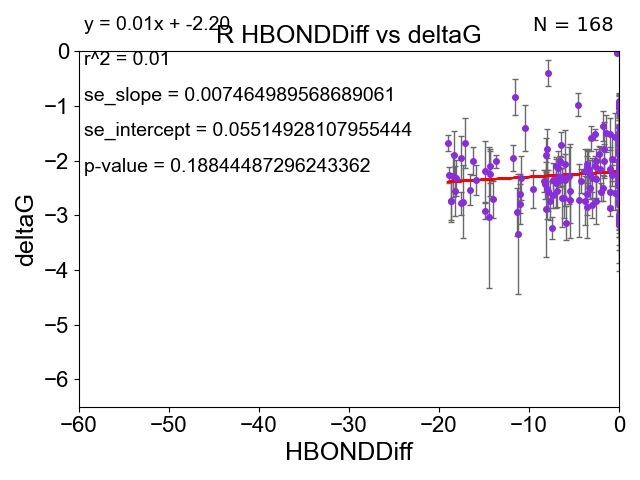 y = 0.01x + -2.20
N = 168
R HBONDDiff vs deltaG
r^2 = 0.01
se_slope = 0.007464989568689061
se_intercept = 0.05514928107955444
p-value = 0.18844487296243362
0
−1
−2
−3
−4
−5
−6
deltaG
−60 −50 −40 −30 −20 −10 0
HBONDDiff